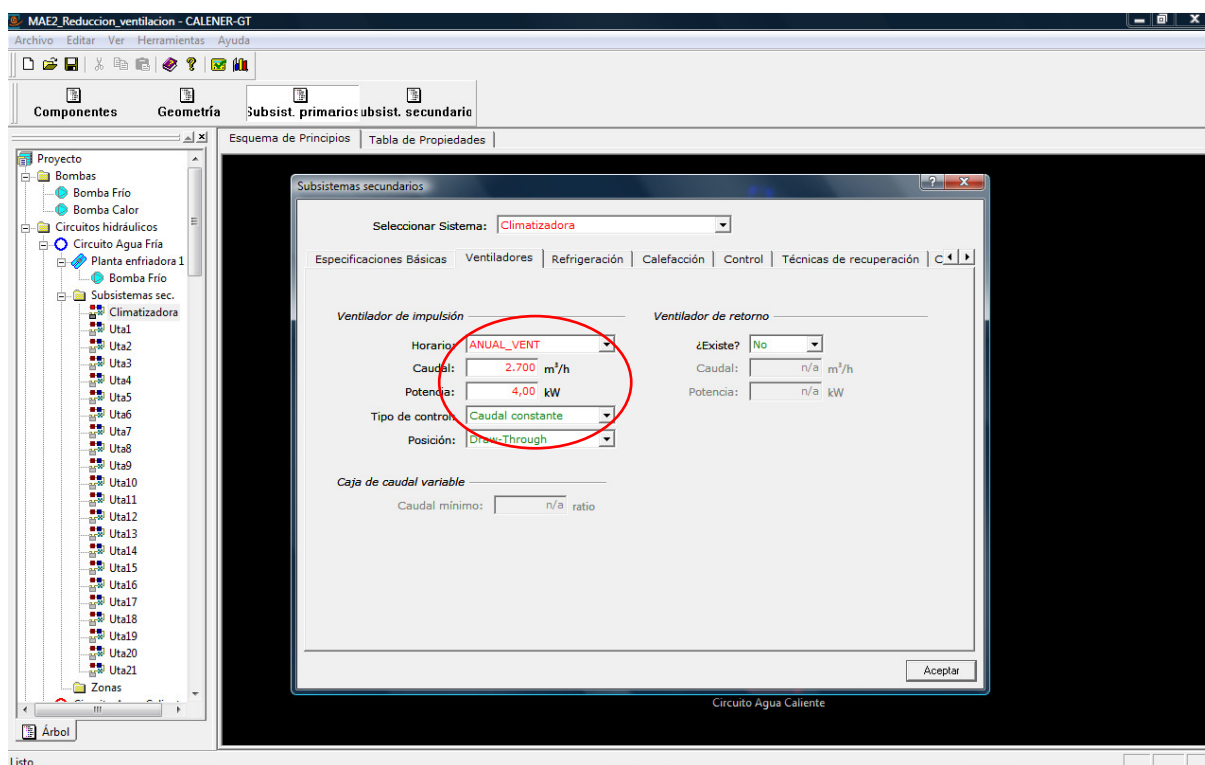 MAE2_Reduccion_ventilacion - CALENER-GT
Archivo Editar Ver Herramientas Ayuda
Componentes Geometría Subsist. primarios ubsist. secundario
Esquema de Principios Tabla de Propiedades
Proyecto
Bombas
Bomba Frío
Bomba Calor
Circuitos hidráulicos
Circuito Agua Fría
Planta enfriadora 1
Bomba Frío
Subsistemas sec.
Climatizadora
Uta1
Uta2
Uta3
Uta4
Uta5
Uta6
Uta7
Uta8
Uta9
Uta10
Uta11
Uta12
Uta13
Uta14
Uta15
Uta16
Uta17
Uta18
Uta19
Uta20
Uta21
Zonas
Árbol
Listo
Subsistemas secundarios
Seleccionar Sistema: Climatizadora
Especificaciones Básicas Ventiladores Refrigeración Calefacción Control Técnicas de recuperación C
Ventilador de impulsión
Horario: ANUAL_VENT
Caudal: 2.700 m³/h
Potencia: 4,00 kW
Tipo de control: Caudal constante
Posición: Draw-Through
Caja de caudal variable
Caudal mínimo: n/a ratio
Ventilador de retorno
¿Existe? No
Caudal: n/a m³/h
Potencia: n/a kW
Aceptar
Circuito Agua Caliente